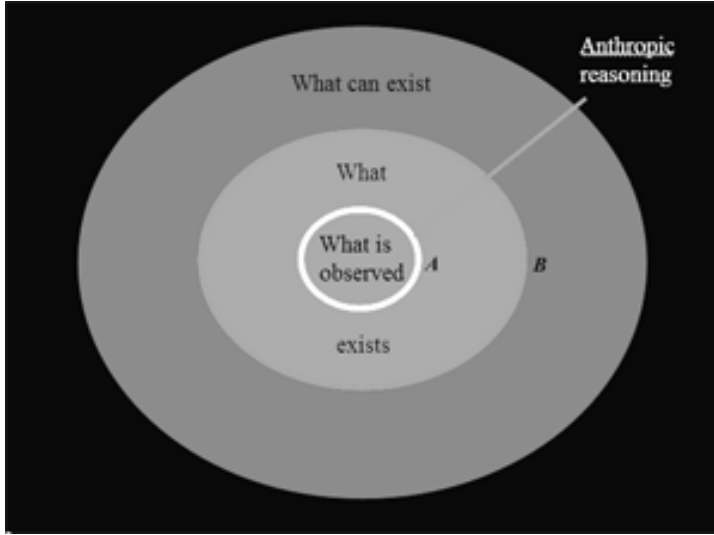 Anthropic
reasoning
What can exist
What
What is
observed
A
B
exists